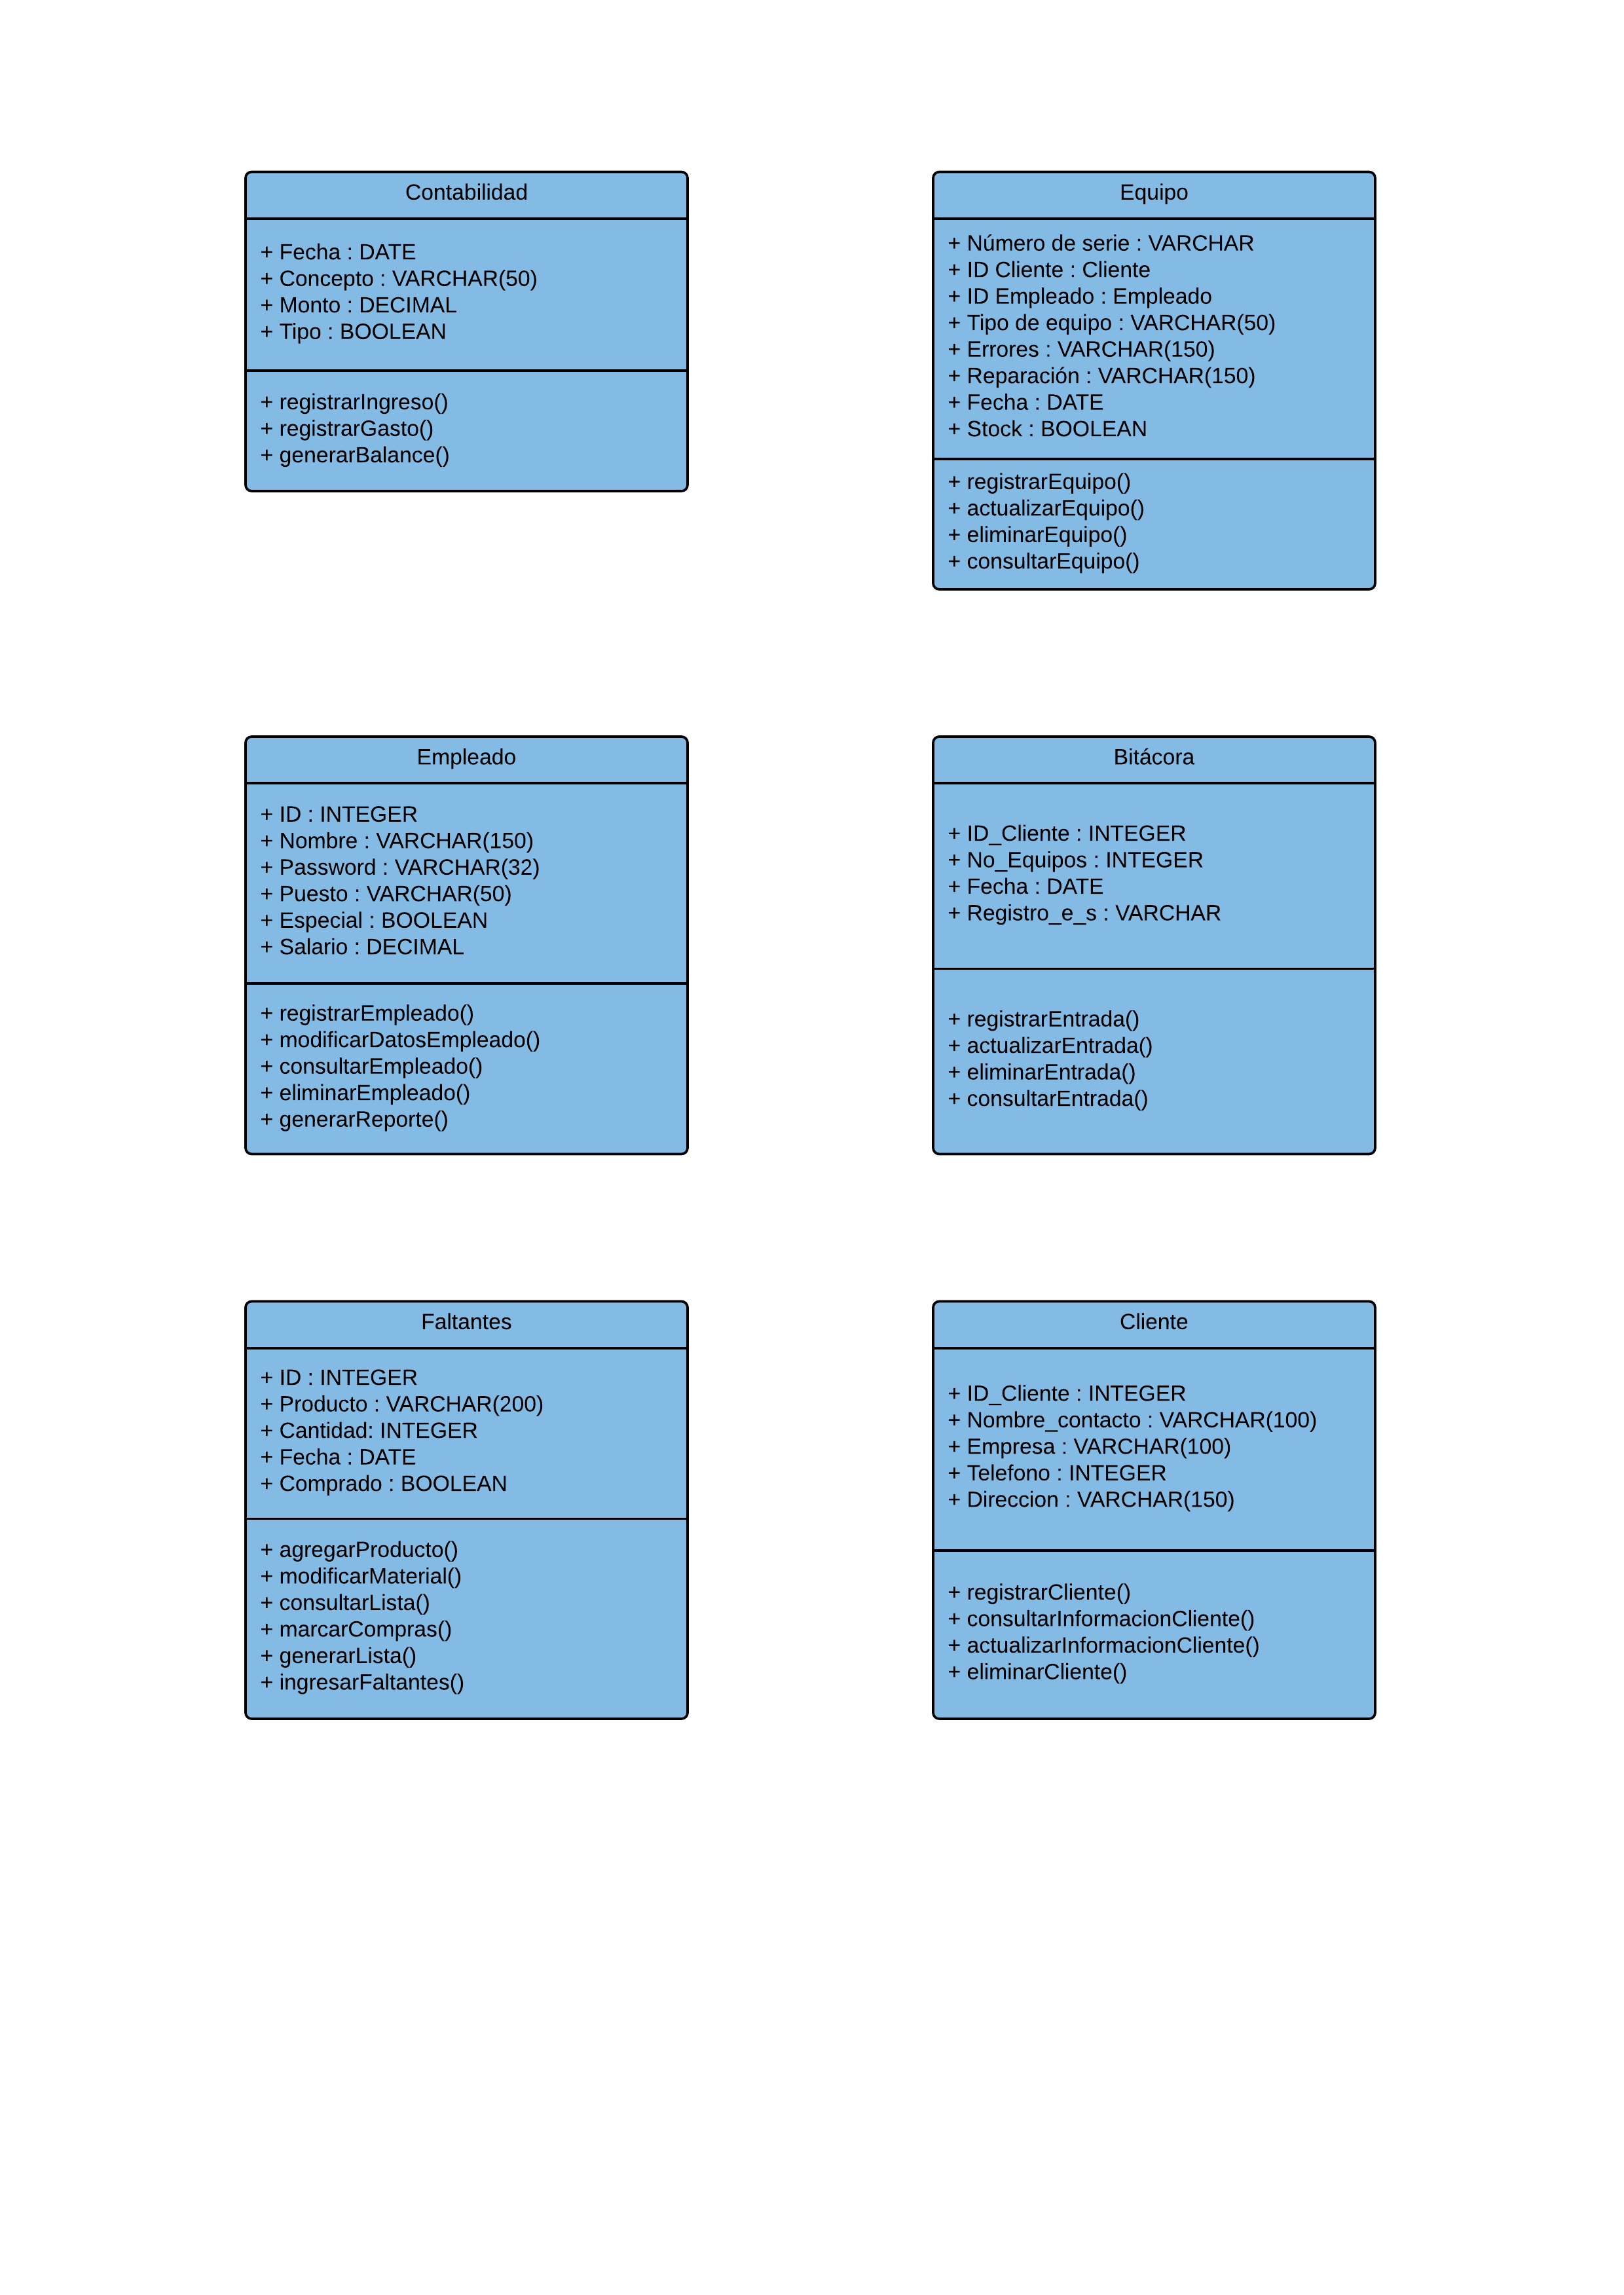 Contabilidad
+ Fecha : DATE
+ Concepto : VARCHAR(50)
+ Monto : DECIMAL
+ Tipo : BOOLEAN
+ registrarIngreso()
+ registrarGasto()
+ generarBalance()
Equipo
+ Número de serie : VARCHAR
+ ID Cliente : Cliente
+ ID Empleado : Empleado
+ Tipo de equipo : VARCHAR(50)
+ Errores : VARCHAR(150)
+ Reparación : VARCHAR(150)
+ Fecha : DATE
+ Stock : BOOLEAN
+ registrarEquipo()
+ actualizarEquipo()
+ eliminarEquipo()
+ consultarEquipo()
Empleado
+ ID : INTEGER
+ Nombre : VARCHAR(150)
+ Password : VARCHAR(32)
+ Puesto : VARCHAR(50)
+ Especial : BOOLEAN
+ Salario : DECIMAL
+ registrarEmpleado()
+ modificarDatosEmpleado()
+ consultarEmpleado()
+ eliminarEmpleado()
+ generarReporte()
Bitácora
+ ID_Cliente : INTEGER
+ No_Equipos : INTEGER
+ Fecha : DATE
+ Registro_e_s : VARCHAR
+ registrarEntrada()
+ actualizarEntrada()
+ eliminarEntrada()
+ consultarEntrada()
Faltantes
+ ID : INTEGER
+ Producto : VARCHAR(200)
+ Cantidad: INTEGER
+ Fecha : DATE
+ Comprado : BOOLEAN
+ agregarProducto()
+ modificarMaterial()
+ consultarLista()
+ marcarCompras()
+ generarLista()
+ ingresarFaltantes()
Cliente
+ ID_Cliente : INTEGER
+ Nombre_contacto : VARCHAR(100)
+ Empresa : VARCHAR(100)
+ Telefono : INTEGER
+ Direccion : VARCHAR(150)
+ registrarCliente()
+ consultarInformacionCliente()
+ actualizarInformacionCliente()
+ eliminarCliente()